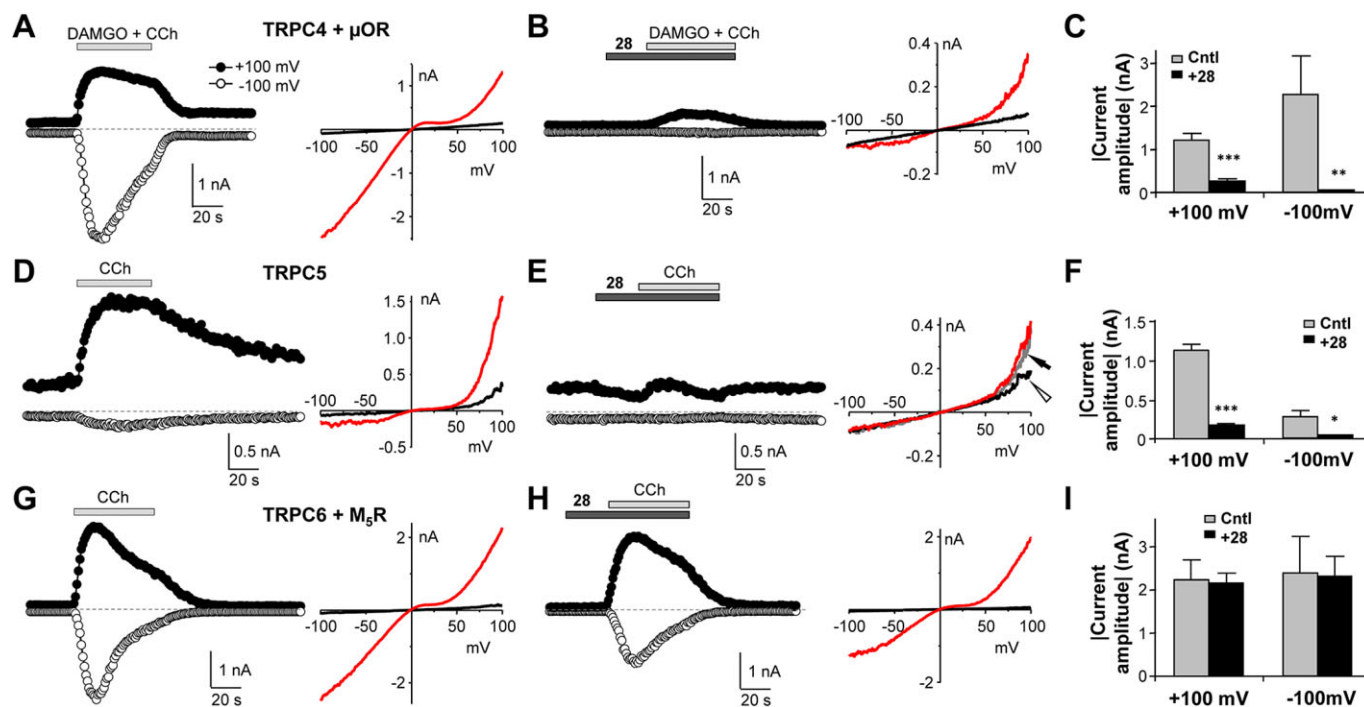 A
TRPC4 + µOR
DAMGO + CCh
+100 mV
-100 mV
1 nA
20 s
nA
1
-100
-50
50
100
mV
-1
-2
B
28
DAMGO + CCh
1 nA
20 s
0.4
nA
0.2
-100
-50
50
100
mV
-0.2
C
|Current
amplitude| (nA)
3
2
1
0
Cntl
+28
***
**
+100 mV
-100mV
D
TRPC5
CCh
0.5 nA
20 s
1.5
nA
1.0
0.5
-100
-50
50
100
mV
-0.5
E
28
CCh
0.5 nA
20 s
0.4
nA
0.2
-100
-50
50
100
mV
-0.2
F
|Current
amplitude| (nA)
1.5
1.0
0.5
0.0
Cntl
+28
***
*
+100 mV
-100mV
G
TRPC6 + M5R
CCh
1 nA
20 s
2
nA
-100
-50
50
100
mV
-2
H
28
CCh
1 nA
20 s
2
nA
-100
-50
50
100
mV
-2
I
|Current
amplitude| (nA)
3
2
1
0
Cntl
+28
+100 mV
-100mV